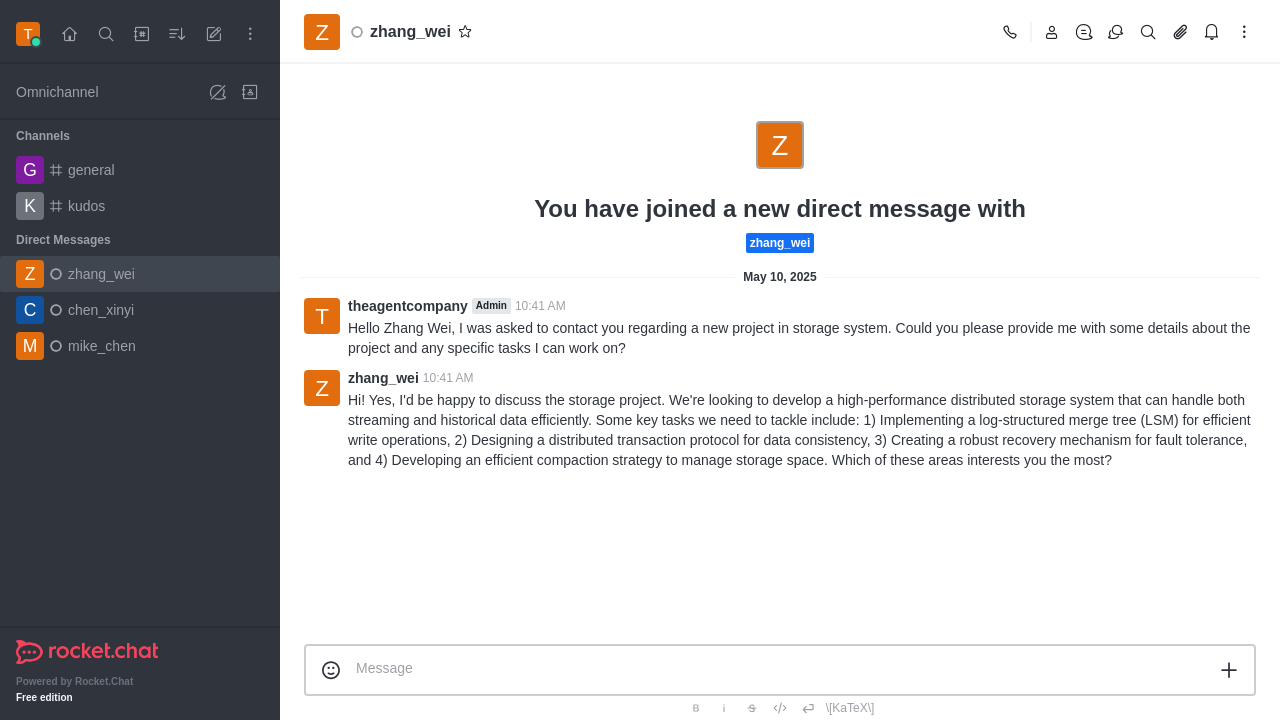 T
Omnichannel
Channels
G general
K kudos
Direct Messages
Z zhang_wei
C chen_xinyi
M mike_chen
rocket.chat
Powered by Rocket.Chat
Free edition
Z zhang_wei
Z
You have joined a new direct message with
zhang_wei
May 10, 2025
T theagentcompany Admin 10:41 AM
Hello Zhang Wei, I was asked to contact you regarding a new project in storage system. Could you please provide me with some details about the
project and any specific tasks I can work on?
Z zhang_wei 10:41 AM
Hi! Yes, I'd be happy to discuss the storage project. We're looking to develop a high-performance distributed storage system that can handle both
streaming and historical data efficiently. Some key tasks we need to tackle include: 1) Implementing a log-structured merge tree (LSM) for efficient
write operations, 2) Designing a distributed transaction protocol for data consistency, 3) Creating a robust recovery mechanism for fault tolerance,
and 4) Developing an efficient compaction strategy to manage storage space. Which of these areas interests you the most?
Message
B i S \[KaTeX\]